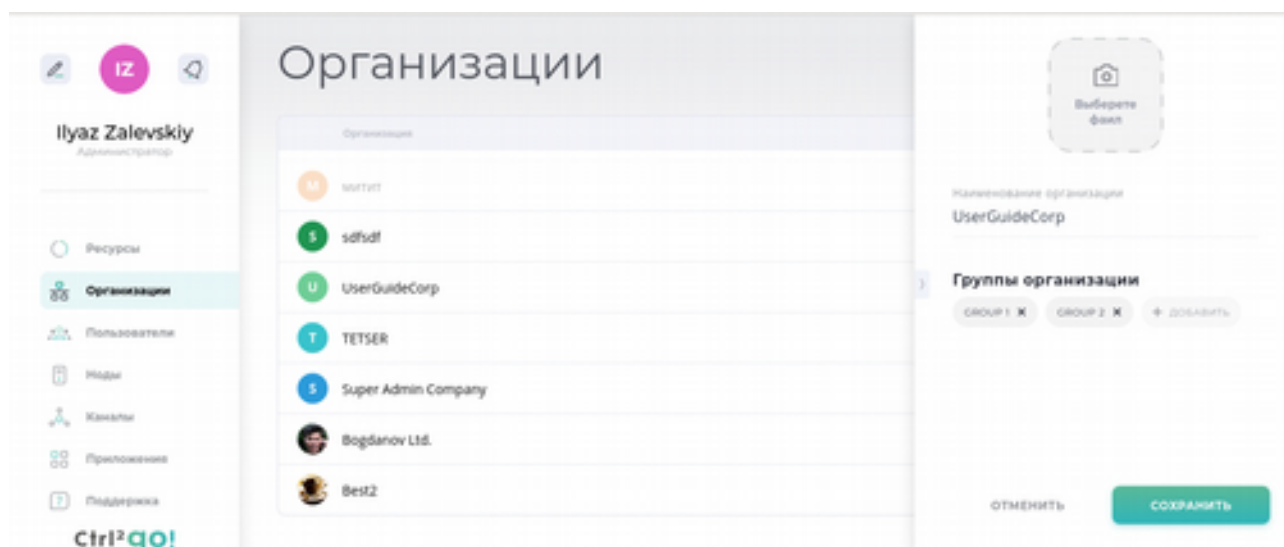 IZ
Ilyaz Zalevskiy
Администратор
Ресурсы
Организации
Пользователи
Ноды
Каналы
Приложения
Поддержка
Ctrl²go!
Организации
Организация
М
S sdfsdf
U UserGuideCorp
T TETSER
S Super Admin Company
Bogdanov Ltd.
Best2
Выберете
файл
Наименование организации
UserGuideCorp
Группы организации
GROUP 1 × GROUP 2 × + ДОБАВИТЬ
ОТМЕНИТЬ СОХРАНИТЬ